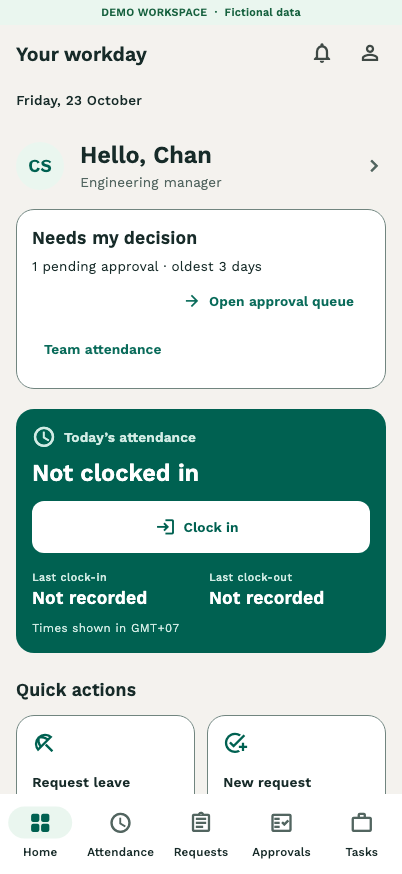 DEMO WORKSPACE · Fictional data
Your workday
Friday, 23 October
CS
Hello, Chan
Engineering manager
Needs my decision
1 pending approval · oldest 3 days
Open approval queue
Team attendance
Today’s attendance
Not clocked in
Clock in
Last clock-in
Last clock-out
Not recorded
Not recorded
Times shown in GMT+07
Quick actions
Request leave
New request
Home
Attendance
Requests
Approvals
Tasks